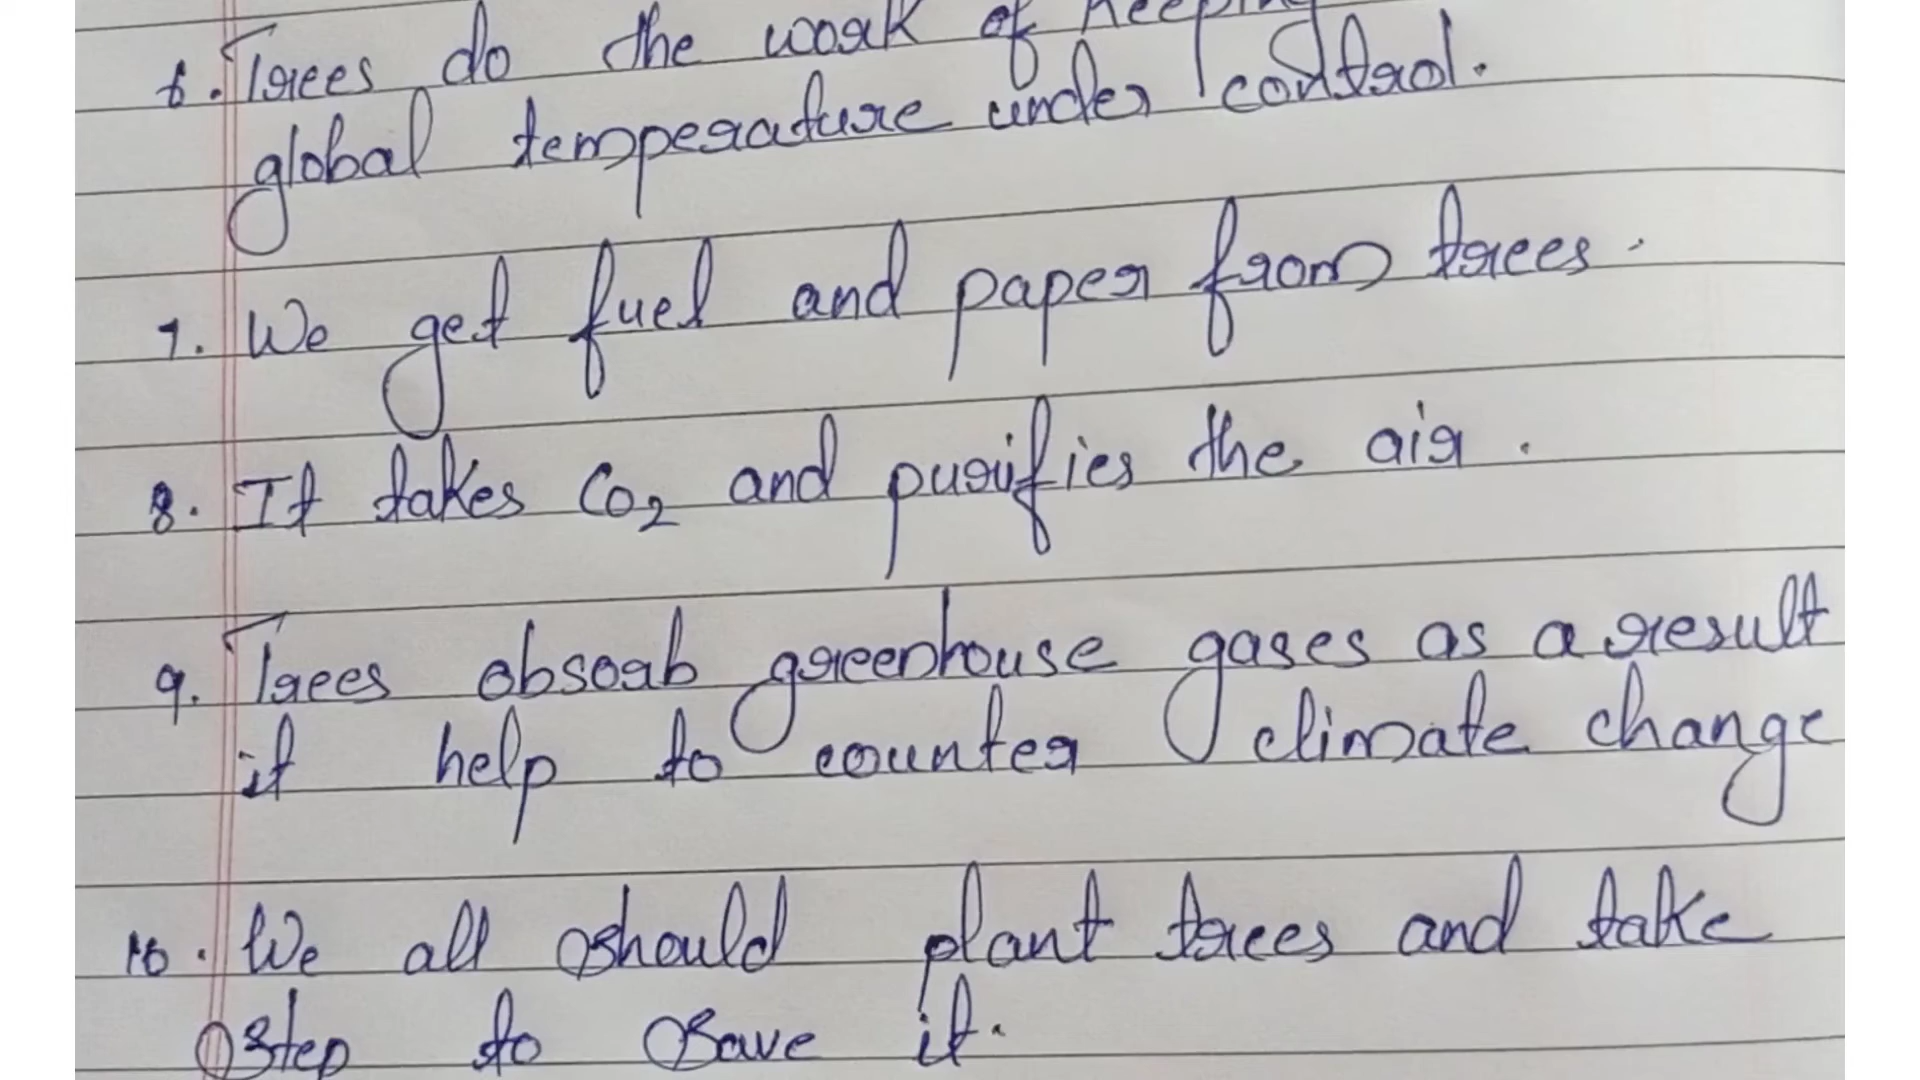 6. Trees do the work of keeping
global temperature under control.
7. We get fuel and paper from trees.
8. It takes CO2 and purifies the air.
9. Trees obsorb greenhouse gases as a result
it help to counter climate change
10. We all should plant trees and take
step to save it.